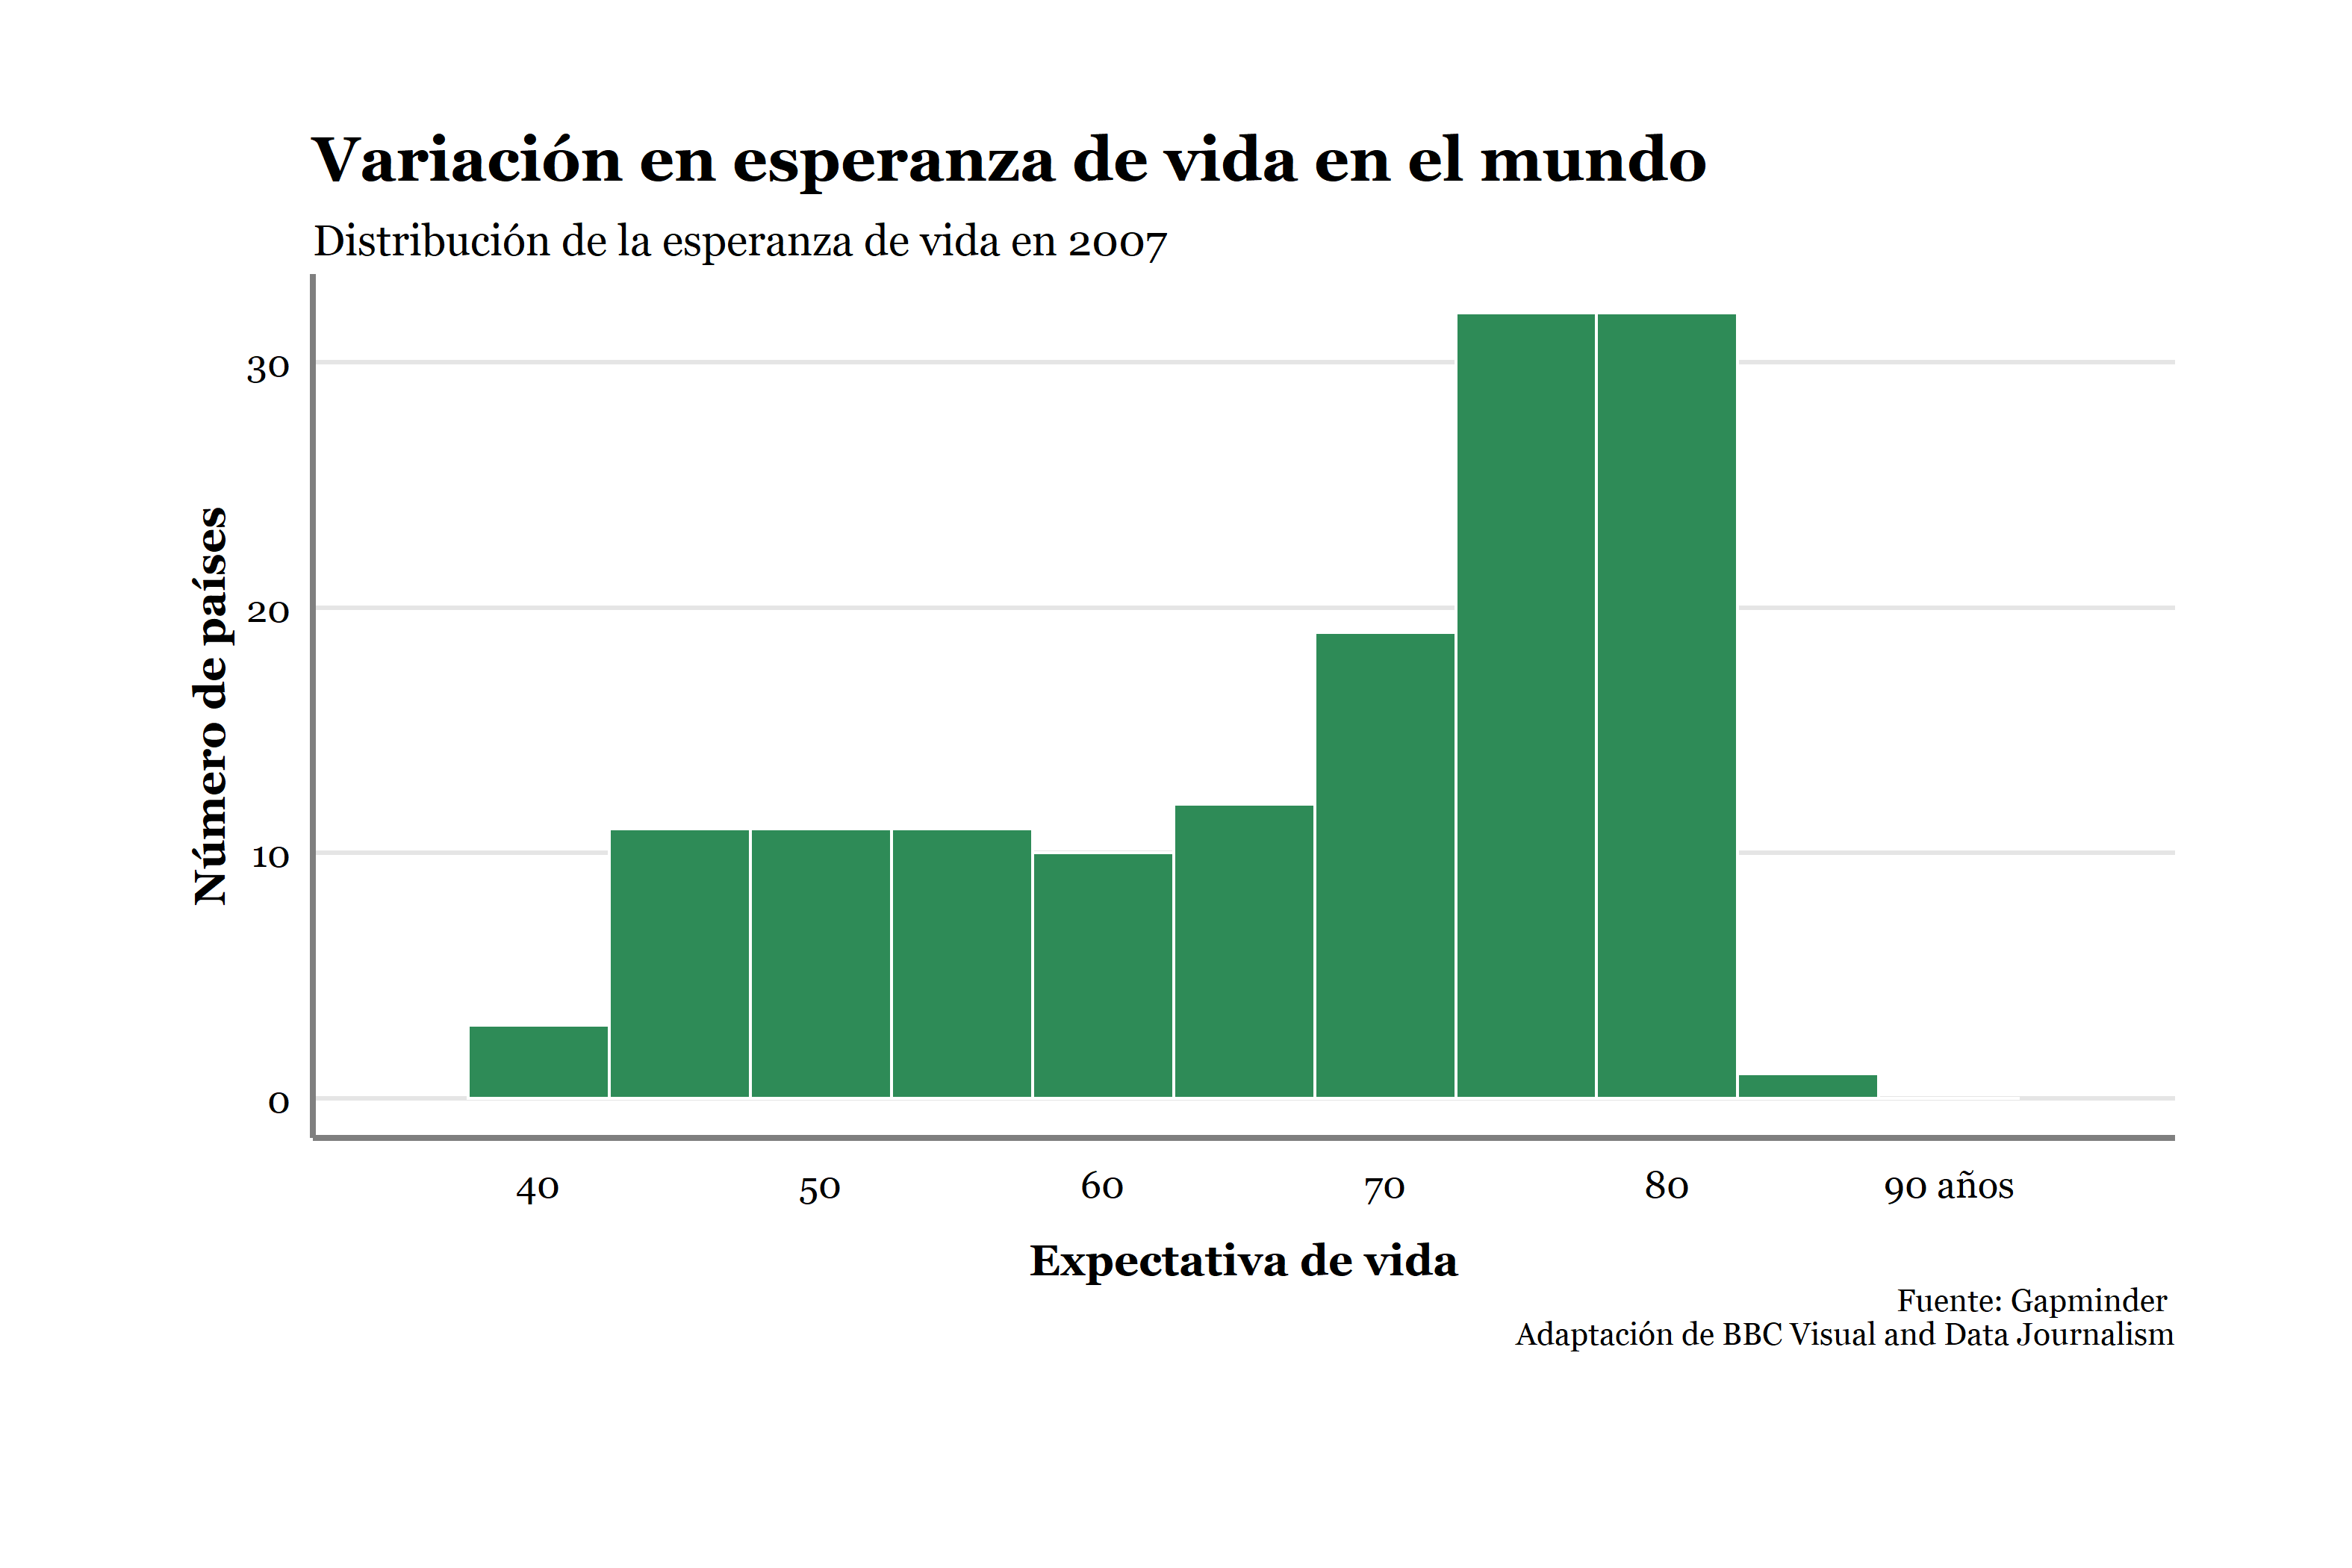 Variación en esperanza de vida en el mundo
Distribución de la esperanza de vida en 2007
Número de países
30
20
10
0
40 50 60 70 80 90 años
Expectativa de vida
Fuente: Gapminder
Adaptación de BBC Visual and Data Journalism